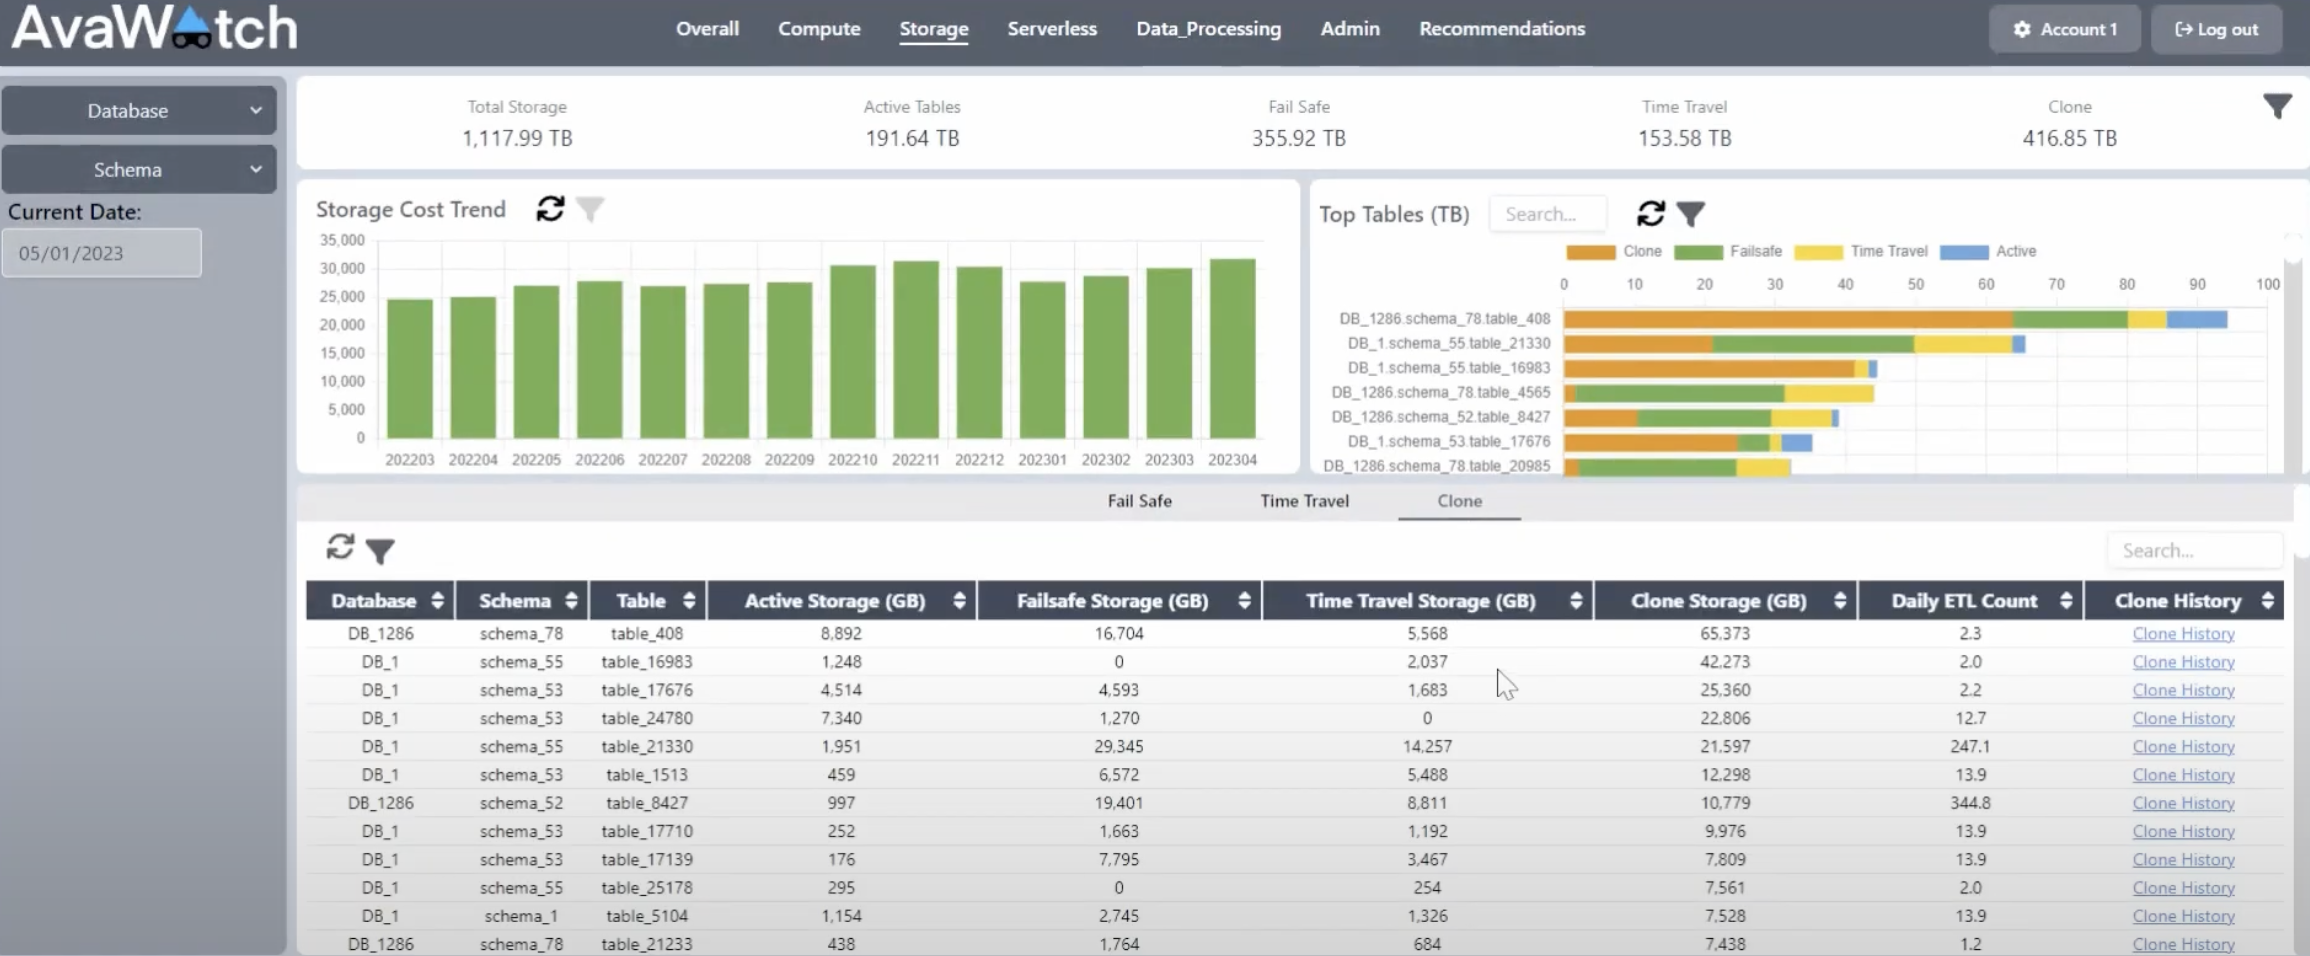 AvaWatch
Overall Compute Storage Serverless Data_Processing Admin Recommendations Account 1 Log out
Database
Schema
Current Date:
05/01/2023
Total Storage Active Tables Fail Safe Time Travel Clone
1,117.99 TB 191.64 TB 355.92 TB 153.58 TB 416.85 TB
Storage Cost Trend
35,000
30,000
25,000
20,000
15,000
10,000
5,000
0
202203 202204 202205 202206 202207 202208 202209 202210 202211 202212 202301 202302 202303 202304
Top Tables (TB) Search...
Clone Failsafe Time Travel Active
0 10 20 30 40 50 60 70 80 90 100
DB_1286.schema_78.table_408
DB_1.schema_55.table_21330
DB_1.schema_55.table_16983
DB_1286.schema_78.table_4565
DB_1286.schema_52.table_8427
DB_1.schema_53.table_17676
DB_1286.schema_78.table_20985
Fail Safe Time Travel Clone
Search...
Database Schema Table Active Storage (GB) Failsafe Storage (GB) Time Travel Storage (GB) Clone Storage (GB) Daily ETL Count Clone History
DB_1286 schema_78 table_408 8,892 16,704 5,568 65,373 2.3 Clone History
DB_1 schema_55 table_16983 1,248 0 2,037 42,273 2.0 Clone History
DB_1 schema_53 table_17676 4,514 4,593 1,683 25,360 2.2 Clone History
DB_1 schema_53 table_24780 7,340 1,270 0 22,806 12.7 Clone History
DB_1 schema_55 table_21330 1,951 29,345 14,257 21,597 247.1 Clone History
DB_1 schema_53 table_1513 459 6,572 5,488 12,298 13.9 Clone History
DB_1286 schema_52 table_8427 997 19,401 8,811 10,779 344.8 Clone History
DB_1 schema_53 table_17710 252 1,663 1,192 9,976 13.9 Clone History
DB_1 schema_53 table_17139 176 7,795 3,467 7,809 13.9 Clone History
DB_1 schema_55 table_25178 295 0 254 7,561 2.0 Clone History
DB_1 schema_1 table_5104 1,154 2,745 1,326 7,528 13.9 Clone History
DB_1286 schema_78 table_21233 438 1,764 684 7,438 1.2 Clone History